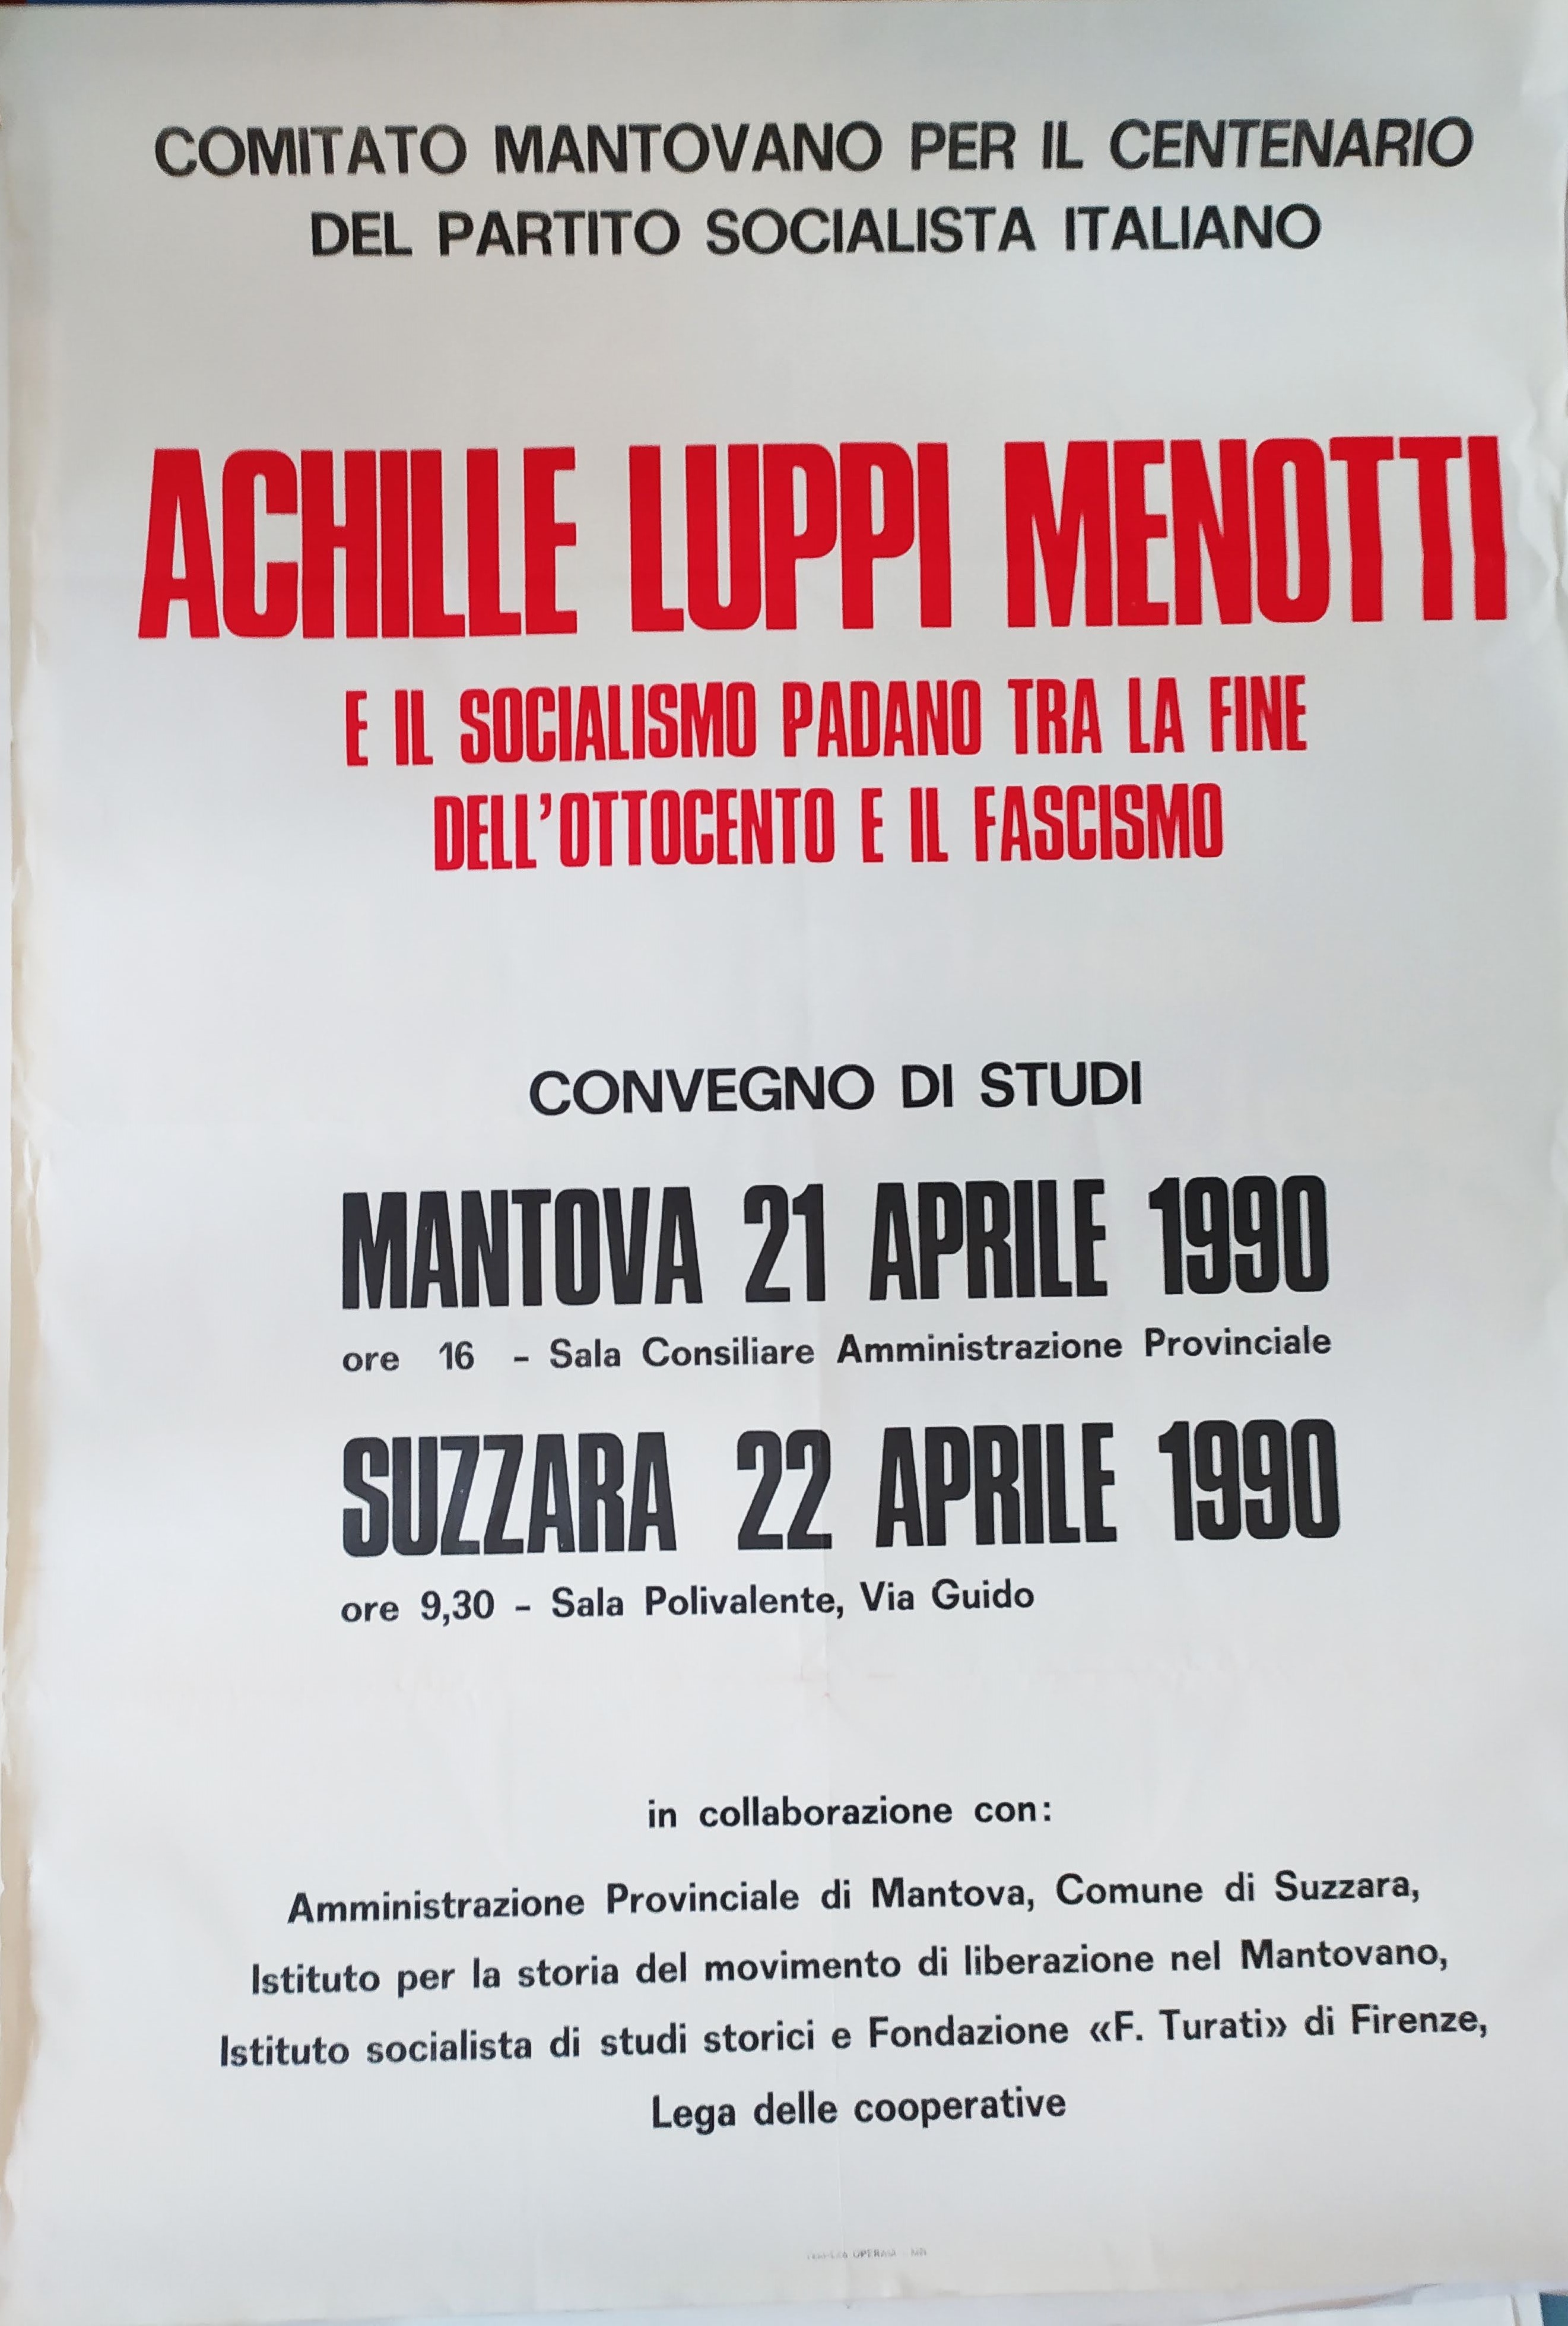 COMITATO MANTOVANO PER IL CENTENARIO
DEL PARTITO SOCIALISTA ITALIANO
ACHILLE LUPPI MENOTTI
E IL SOCIALISMO PADANO TRA LA FINE
DELL'OTTOCENTO E IL FASCISMO
CONVEGNO DI STUDI
MANTOVA 21 APRILE 1990
ore 16 - Sala Consiliare Amministrazione Provinciale
SUZZARA 22 APRILE 1990
ore 9,30 - Sala Polivalente, Via Guido
in collaborazione con:
Amministrazione Provinciale di Mantova, Comune di Suzzara,
Istituto per la storia del movimento di liberazione nel Mantovano,
Istituto socialista di studi storici e Fondazione «F. Turati» di Firenze,
Lega delle cooperative